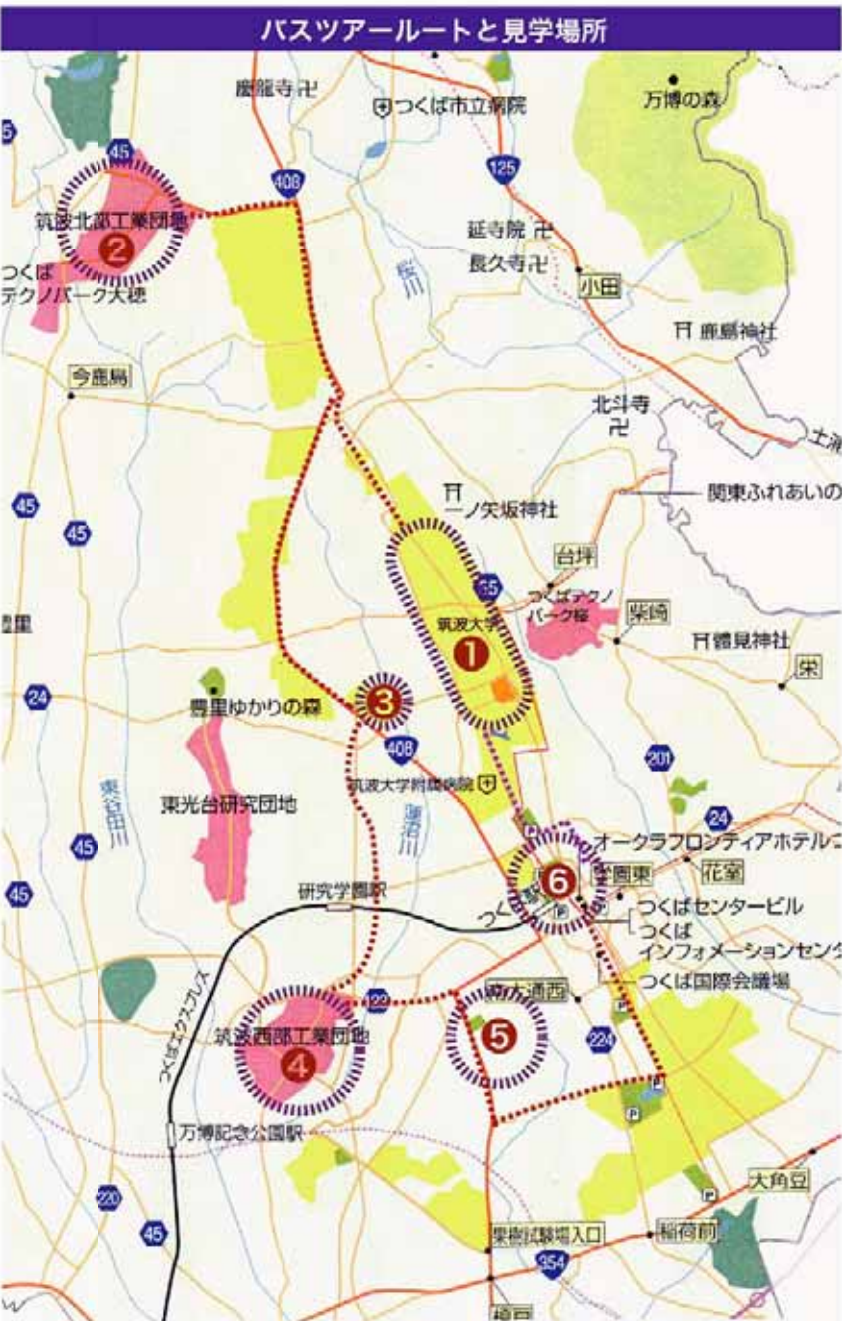 バスツアールートと見学場所
慶龍寺
つくば市立病院
万博の森
5
45
408
125
筑波北部工業団地
2
延寺院
長久寺
小田
つくば
テクノパーク大穂
桜川
鹿島神社
今鹿島
北斗寺
土浦
関東ふれあいの
一ノ矢坂神社
45
45
台坪
55
つくばテクノ
パーク桜
柴崎
筑波大学
1
豊里
鷺見神社
栄
24
豊里ゆかりの森
3
408
201
筑波大学附属病院
P
東光台研究団地
東谷田川
蓮沼川
24
45
オークラフロンティアホテルつ
6
学園東
花室
45
研究学園駅
つく
P
つくばセンタービル
つくば
インフォメーションセンタ
つくば国際会議場
つくばエクスプレス
123
南大通西
P
筑波西部工業団地
4
5
224
P
P
万博記念公園駅
大角豆
220
P
45
果樹試験場入口
稲荷前
354